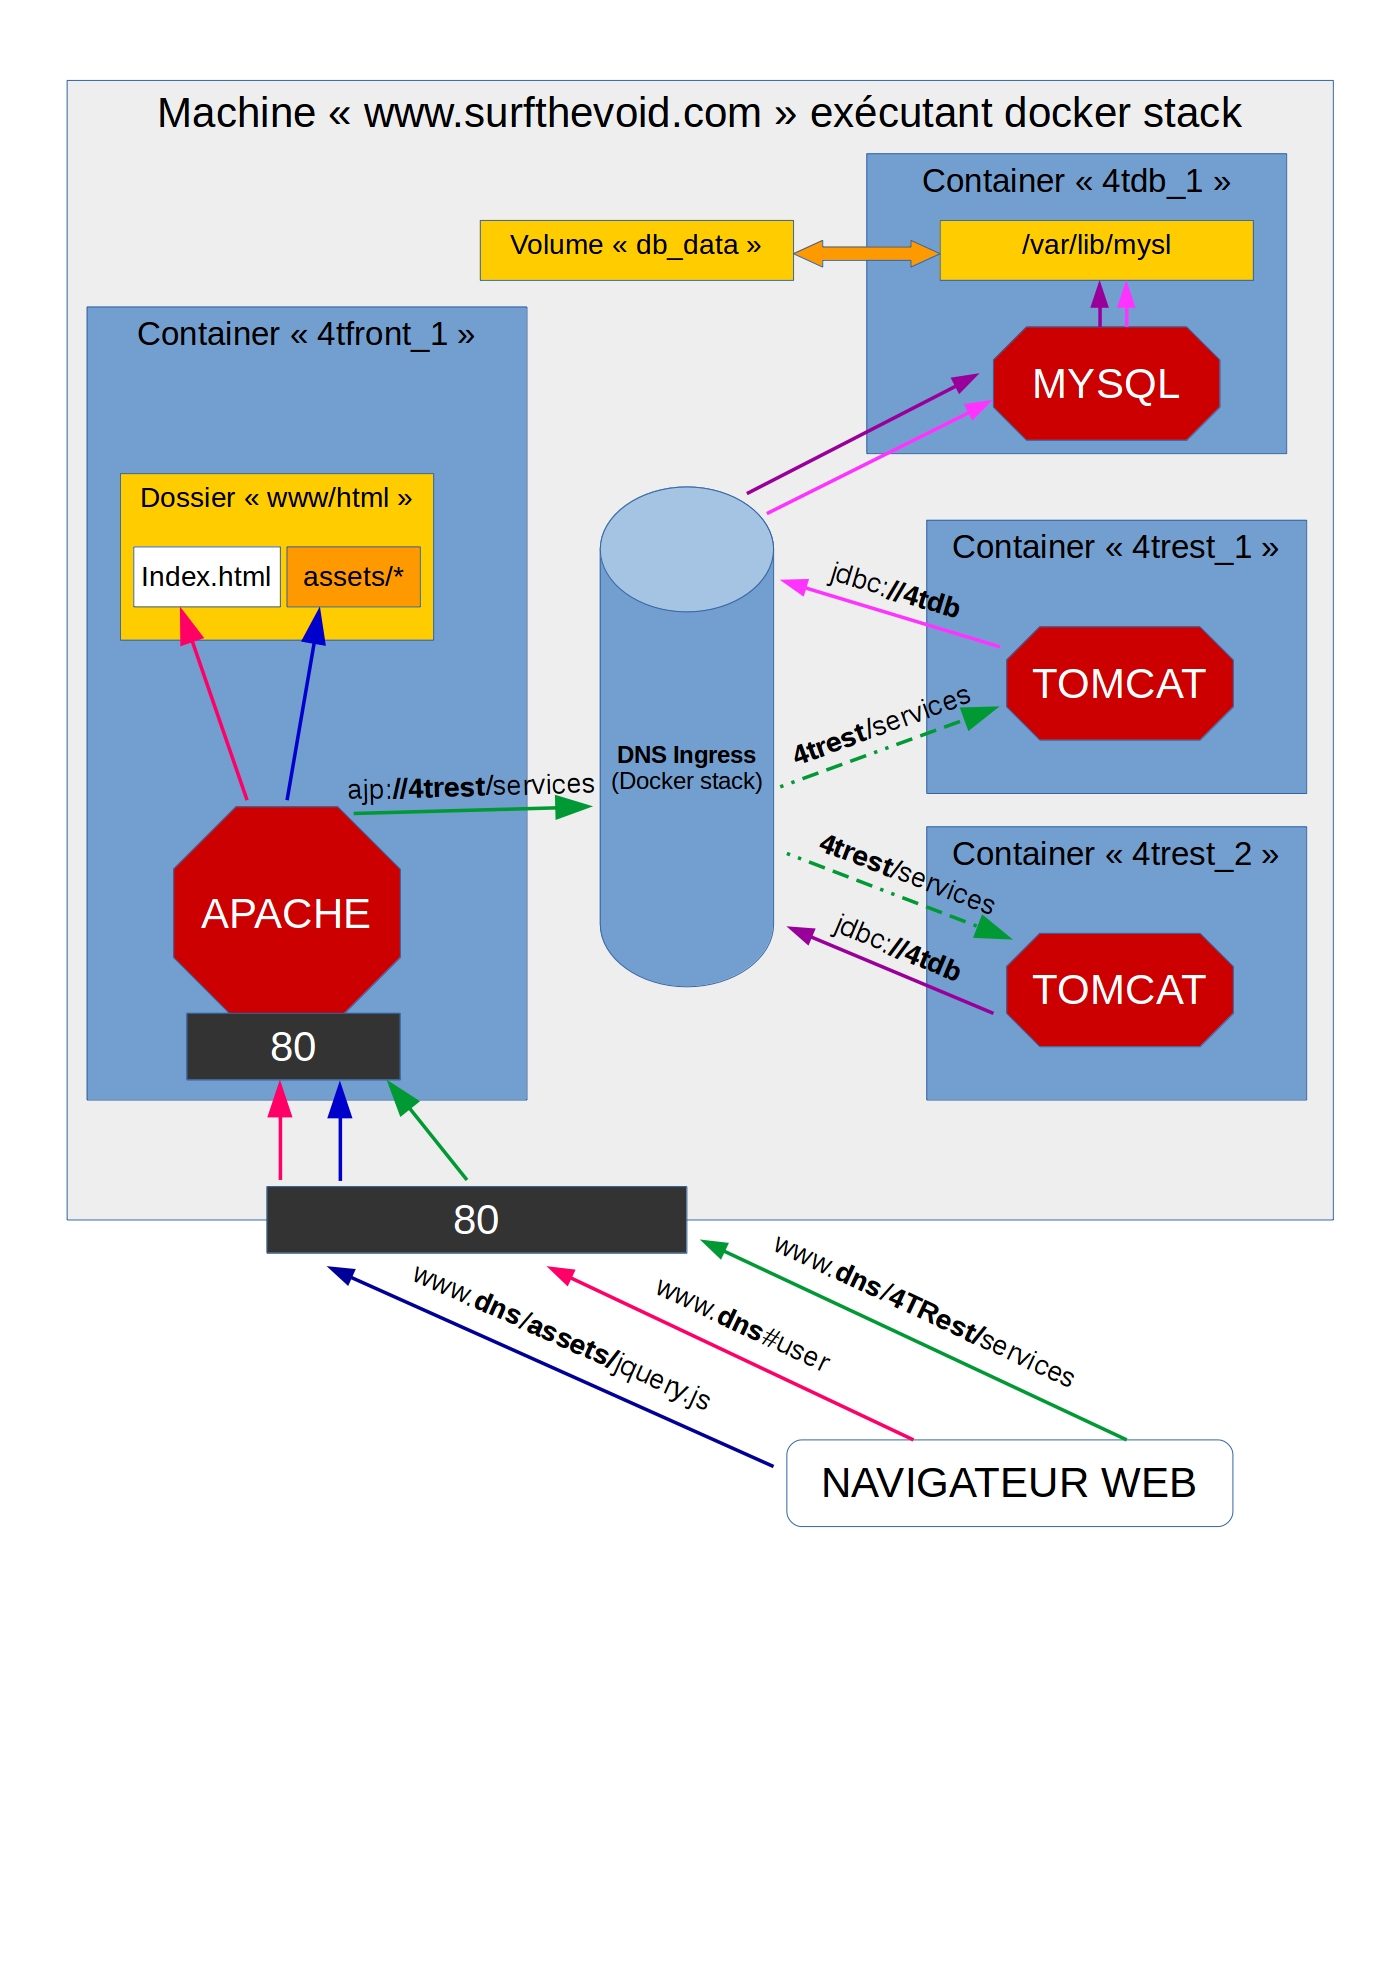 Machine « www.surfthevoid.com » exécutant docker stack
Container « 4tdb_1 »
Volume « db_data »
/var/lib/mysl
MYSQL
Container « 4tfront_1 »
Dossier « www/html »
Index.html
assets/*
Container « 4trest_1 »
jdbc://4tdb
TOMCAT
4trest/services
DNS Ingress
(Docker stack)
ajp://4trest/services
APACHE
80
Container « 4trest_2 »
4trest/services
jdbc://4tdb
TOMCAT
80
www.dns/assets/jquery.js
www.dns#user
www.dns/4TRest/services
NAVIGATEUR WEB